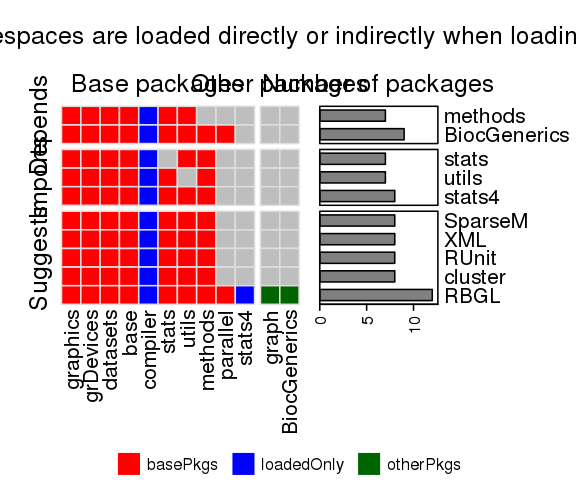 espaces are loaded directly or indirectly when loadin
Base packages
Other packages
Number of packages
Depends
Imports
Suggests
methods
BiocGenerics
stats
utils
stats4
SparseM
XML
RUnit
cluster
RBGL
0
5
10
graphics
grDevices
datasets
base
compiler
stats
utils
methods
parallel
stats4
graph
BiocGenerics
basePkgs
loadedOnly
otherPkgs